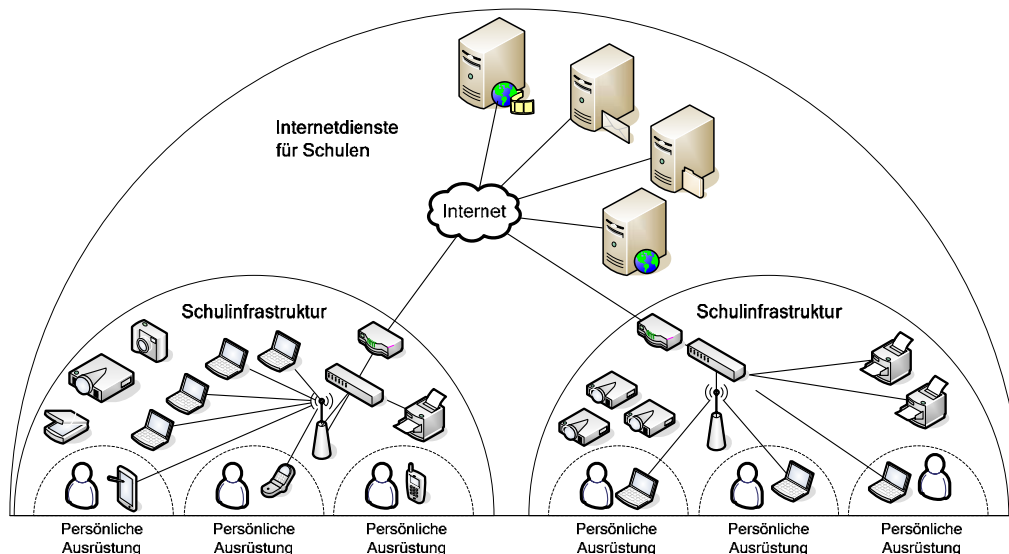 Internetdienste
für Schulen
Internet
Schulinfrastruktur
Schulinfrastruktur
Persönliche
Ausrüstung
Persönliche
Ausrüstung
Persönliche
Ausrüstung
Persönliche
Ausrüstung
Persönliche
Ausrüstung
Persönliche
Ausrüstung